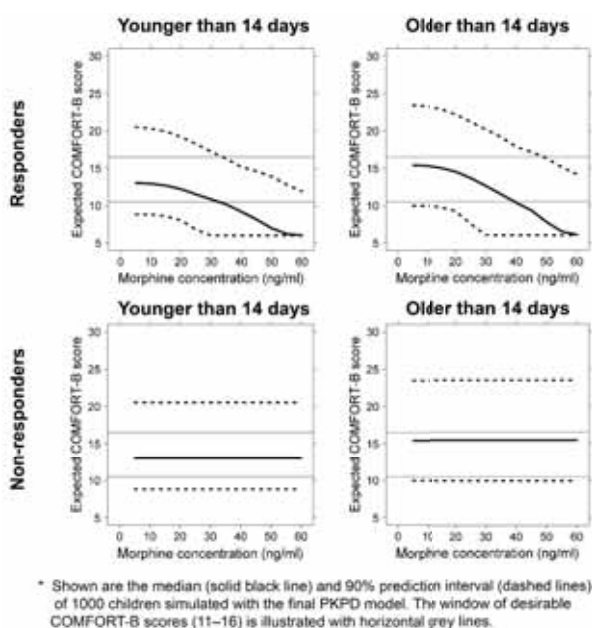 Younger than 14 days
Older than 14 days
Responders
Expected COMFORT-B score
30
25
20
15
10
5
0 10 20 30 40 50 60
Morphine concentration (ng/ml)
Expected COMFORT-B score
30
25
20
15
10
5
0 10 20 30 40 50 60
Morphine concentration (ng/ml)
Younger than 14 days
Older than 14 days
Non-responders
Expected COMFORT-B score
30
25
20
15
10
5
0 10 20 30 40 50 60
Morphine concentration (ng/ml)
Expected COMFORT-B score
30
25
20
15
10
5
0 10 20 30 40 50 60
Morphine concentration (ng/ml)
* Shown are the median (solid black line) and 90% prediction interval (dashed lines)
of 1000 children simulated with the final PKPD model. The window of desirable
COMFORT-B scores (11–16) is illustrated with horizontal grey lines.